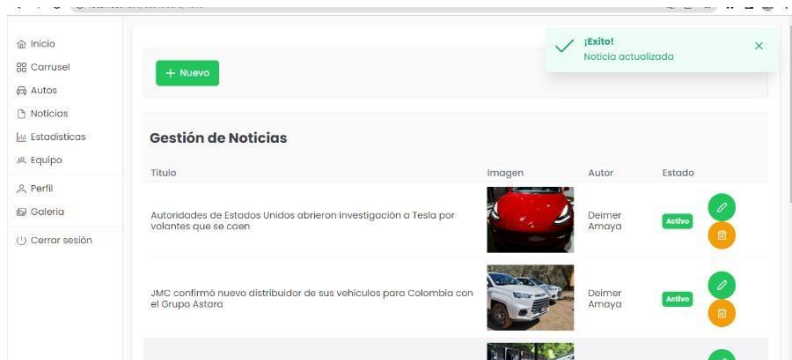 Inicio
Carrusel
Autos
Noticias
Estadísticas
Equipo
Perfil
Galeria
Cerrar sesión
+ Nuevo
¡Exito!
Noticia actualizada
Gestión de Noticias
Titulo Imagen Autor Estado
Autoridades de Estados Unidos abrieron investigación a Tesla por
volantes que se caen
Deimer
Amaya
Activo
JMC confirmó nuevo distribuidor de sus vehículos para Colombia con
el Grupo Astara
Deimer
Amaya
Activo